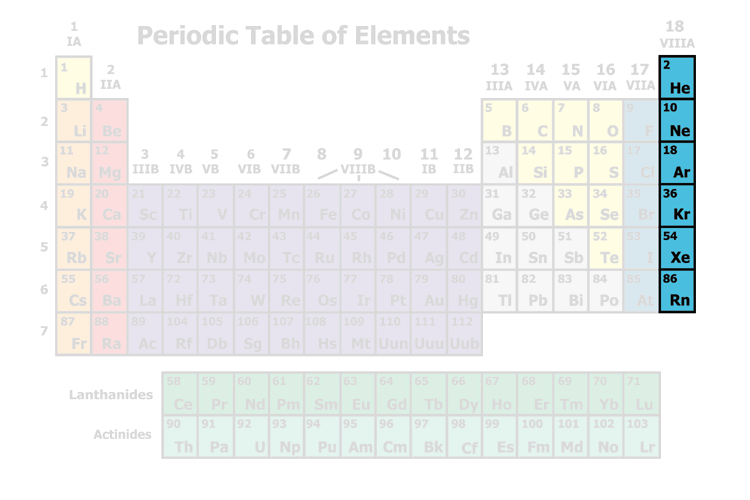 1 18
IA Periodic Table of Elements VIIIA
1 1 2 13 14 15 16 17 2
H IIA IIIA IVA VA VIA VIIA He
2 3 4 5 6 7 8 9 10
Li Be B C N O F Ne
3 11 12 3 4 5 6 7 8 9 10 11 12 13 14 15 16 17 18
Na Mg IIIB IVB VB VIB VIIB VIIIB IB IIB Al Si P S Cl Ar
4 19 20 21 22 23 24 25 26 27 28 29 30 31 32 33 34 35 36
K Ca Sc Ti V Cr Mn Fe Co Ni Cu Zn Ga Ge As Se Br Kr
5 37 38 39 40 41 42 43 44 45 46 47 48 49 50 51 52 53 54
Rb Sr Y Zr Nb Mo Tc Ru Rh Pd Ag Cd In Sn Sb Te I Xe
6 55 56 57 72 73 74 75 76 77 78 79 80 81 82 83 84 85 86
Cs Ba La Hf Ta W Re Os Ir Pt Au Hg Tl Pb Bi Po At Rn
7 87 88 89 104 105 106 107 108 109 110 111 112
Fr Ra Ac Rf Db Sg Bh Hs Mt Uun Uuu Uub
Lanthanides 58 59 60 61 62 63 64 65 66 67 68 69 70 71
Ce Pr Nd Pm Sm Eu Gd Tb Dy Ho Er Tm Yb Lu
Actinides 90 91 92 93 94 95 96 97 98 99 100 101 102 103
Th Pa U Np Pu Am Cm Bk Cf Es Fm Md No Lr